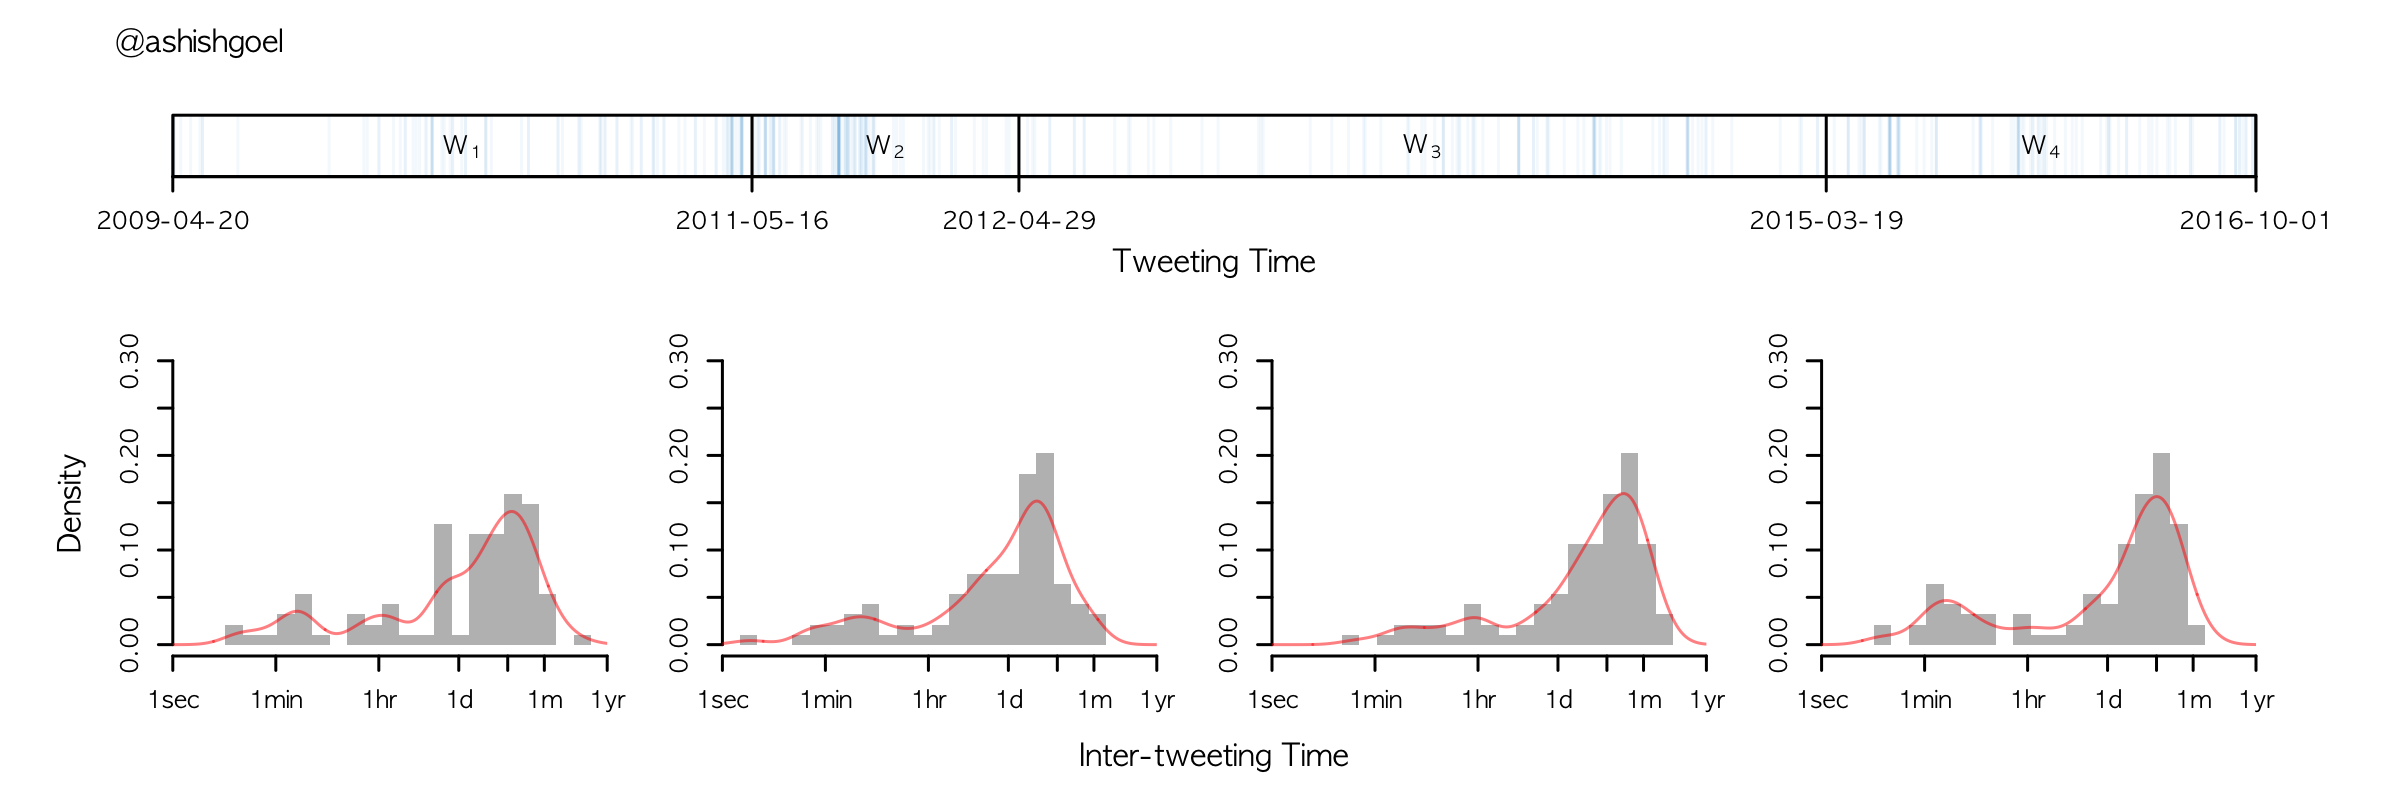 @ashishgoel
W1 W2 W3 W4
2009-04-20 2011-05-16 2012-04-29 2015-03-19 2016-10-01
Tweeting Time
Density
0.00 0.10 0.20 0.30
1sec 1min 1hr 1d 1m 1yr
0.00 0.10 0.20 0.30
1sec 1min 1hr 1d 1m 1yr
0.00 0.10 0.20 0.30
1sec 1min 1hr 1d 1m 1yr
0.00 0.10 0.20 0.30
1sec 1min 1hr 1d 1m 1yr
Inter-tweeting Time